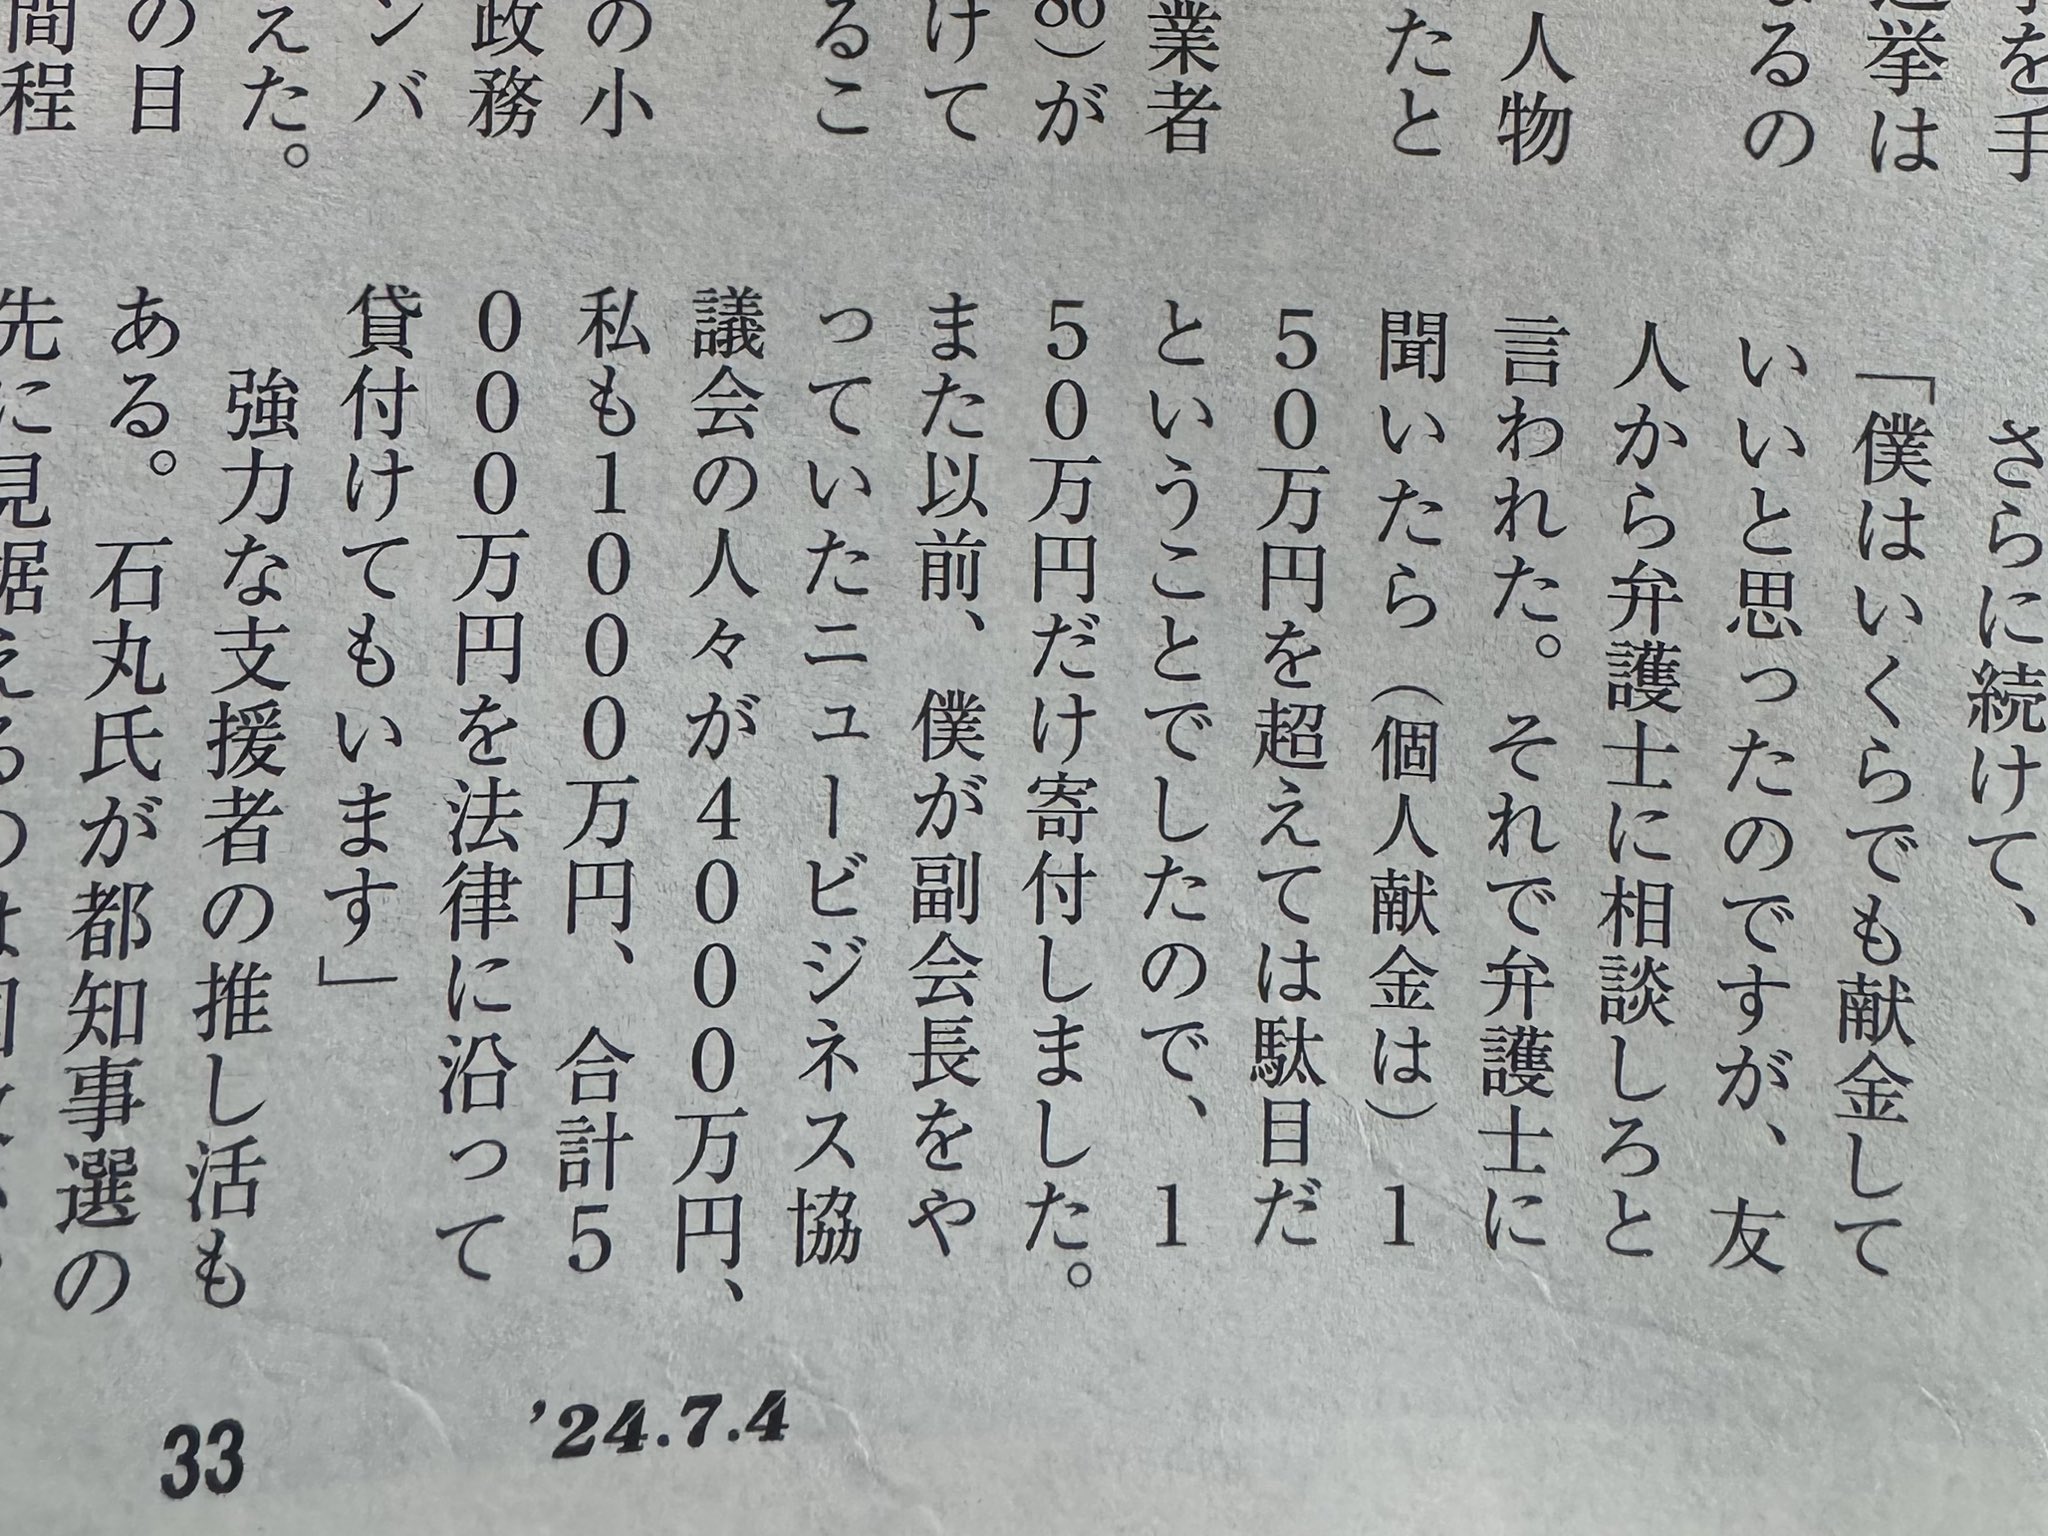 を手
選挙は
るの
人物
たと
業者
80)が
けて
るこ
の小
政務
ンバ
えた。
の目
間程
さらに続けて、
「僕はいくらでも献金して
いいと思ったのですが、友
人から弁護士に相談しろと
言われた。それで弁護士に
聞いたら(個人献金は)1
50万円を超えては駄目だ
ということでしたので、1
50万円だけ寄付しました。
また以前、僕が副会長をや
っていたニュービジネス協
議会の人々が4000万円、
私も1000万円、合計5
000万円を法律に沿って
貸付けてもいます」
強力な支援者の推し活も
ある。石丸氏が都知事選の
先に見据えるのは
'24.7.4
33